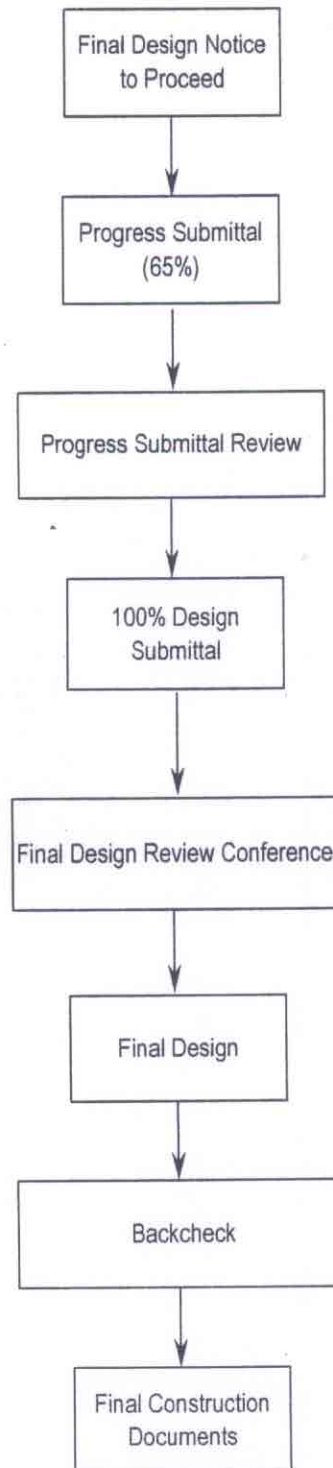 Final Design Notice
to Proceed
Progress Submittal
(65%)
Progress Submittal Review
100% Design
Submittal
Final Design Review Conference
Final Design
Backcheck
Final Construction
Documents